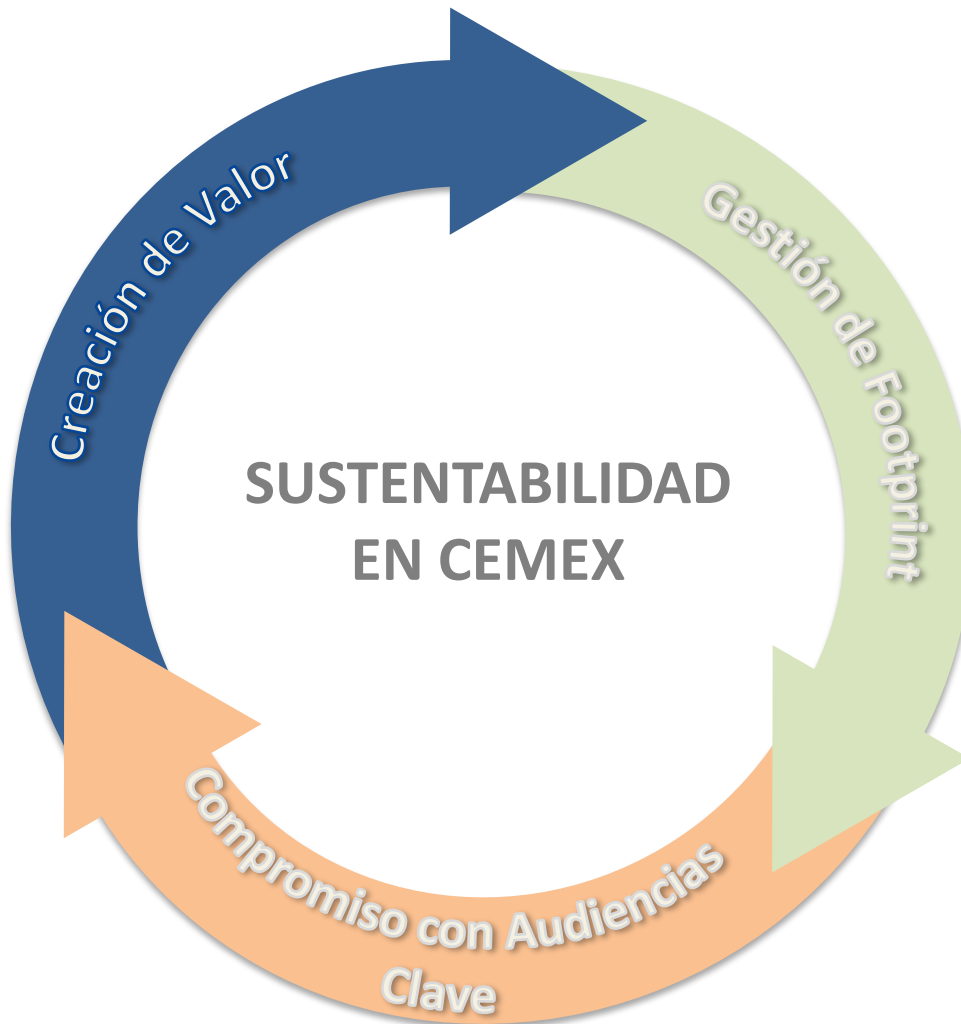 Creación de Valor
Gestión de Footprint
SUSTENTABILIDAD
EN CEMEX
Compromiso con Audiencias
Clave